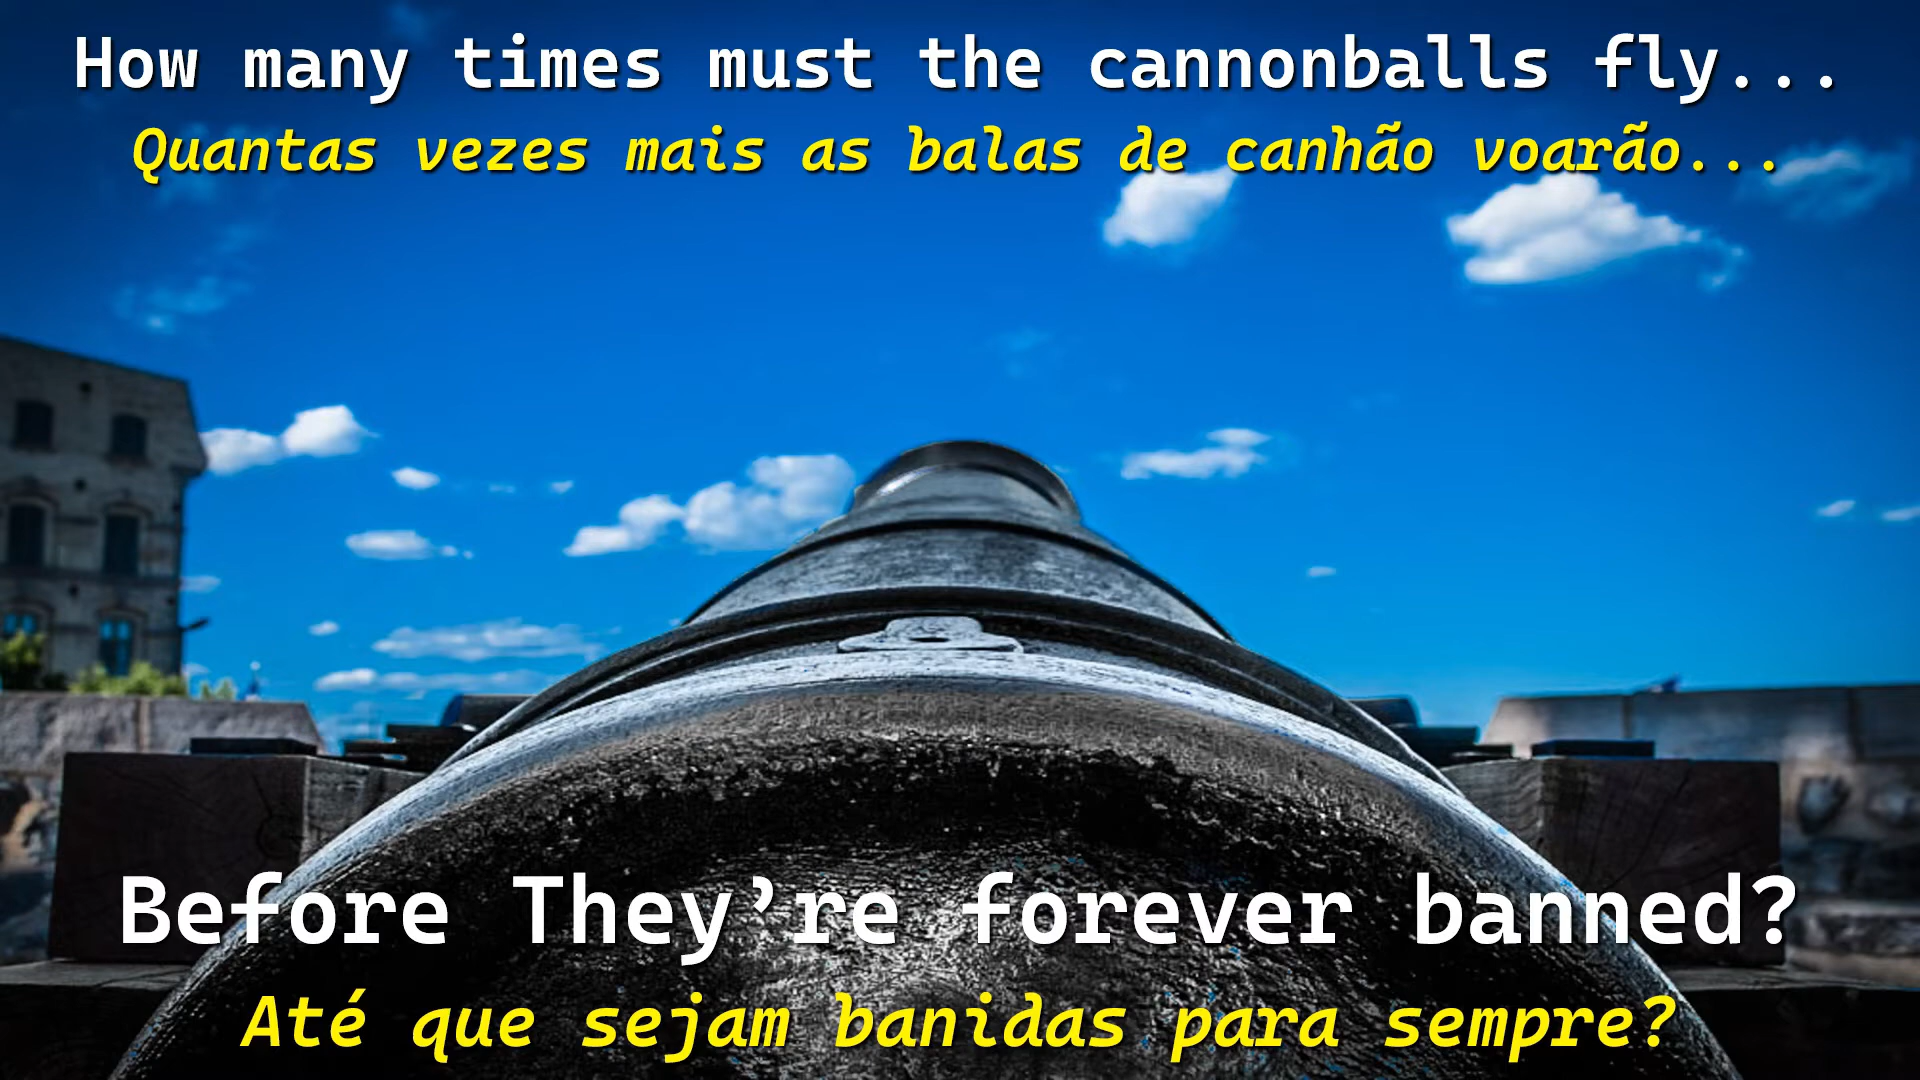 How many times must the cannonballs fly...
Quantas vezes mais as balas de canhão voarão...
Before They’re forever banned?
Até que sejam banidas para sempre?